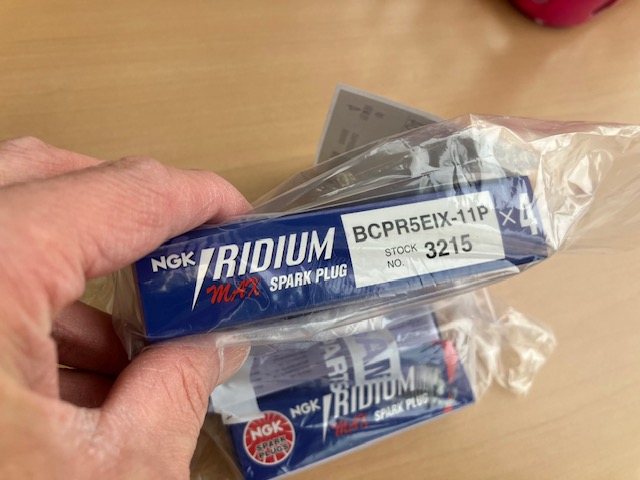 NGK IRIDIUM
MAX SPARK PLUG
BCPR5EIX-11P
STOCK
NO. 3215
×4
NGK IRIDIUM
MAX SPARK PLUG
NGK
SPARK
PLUGS